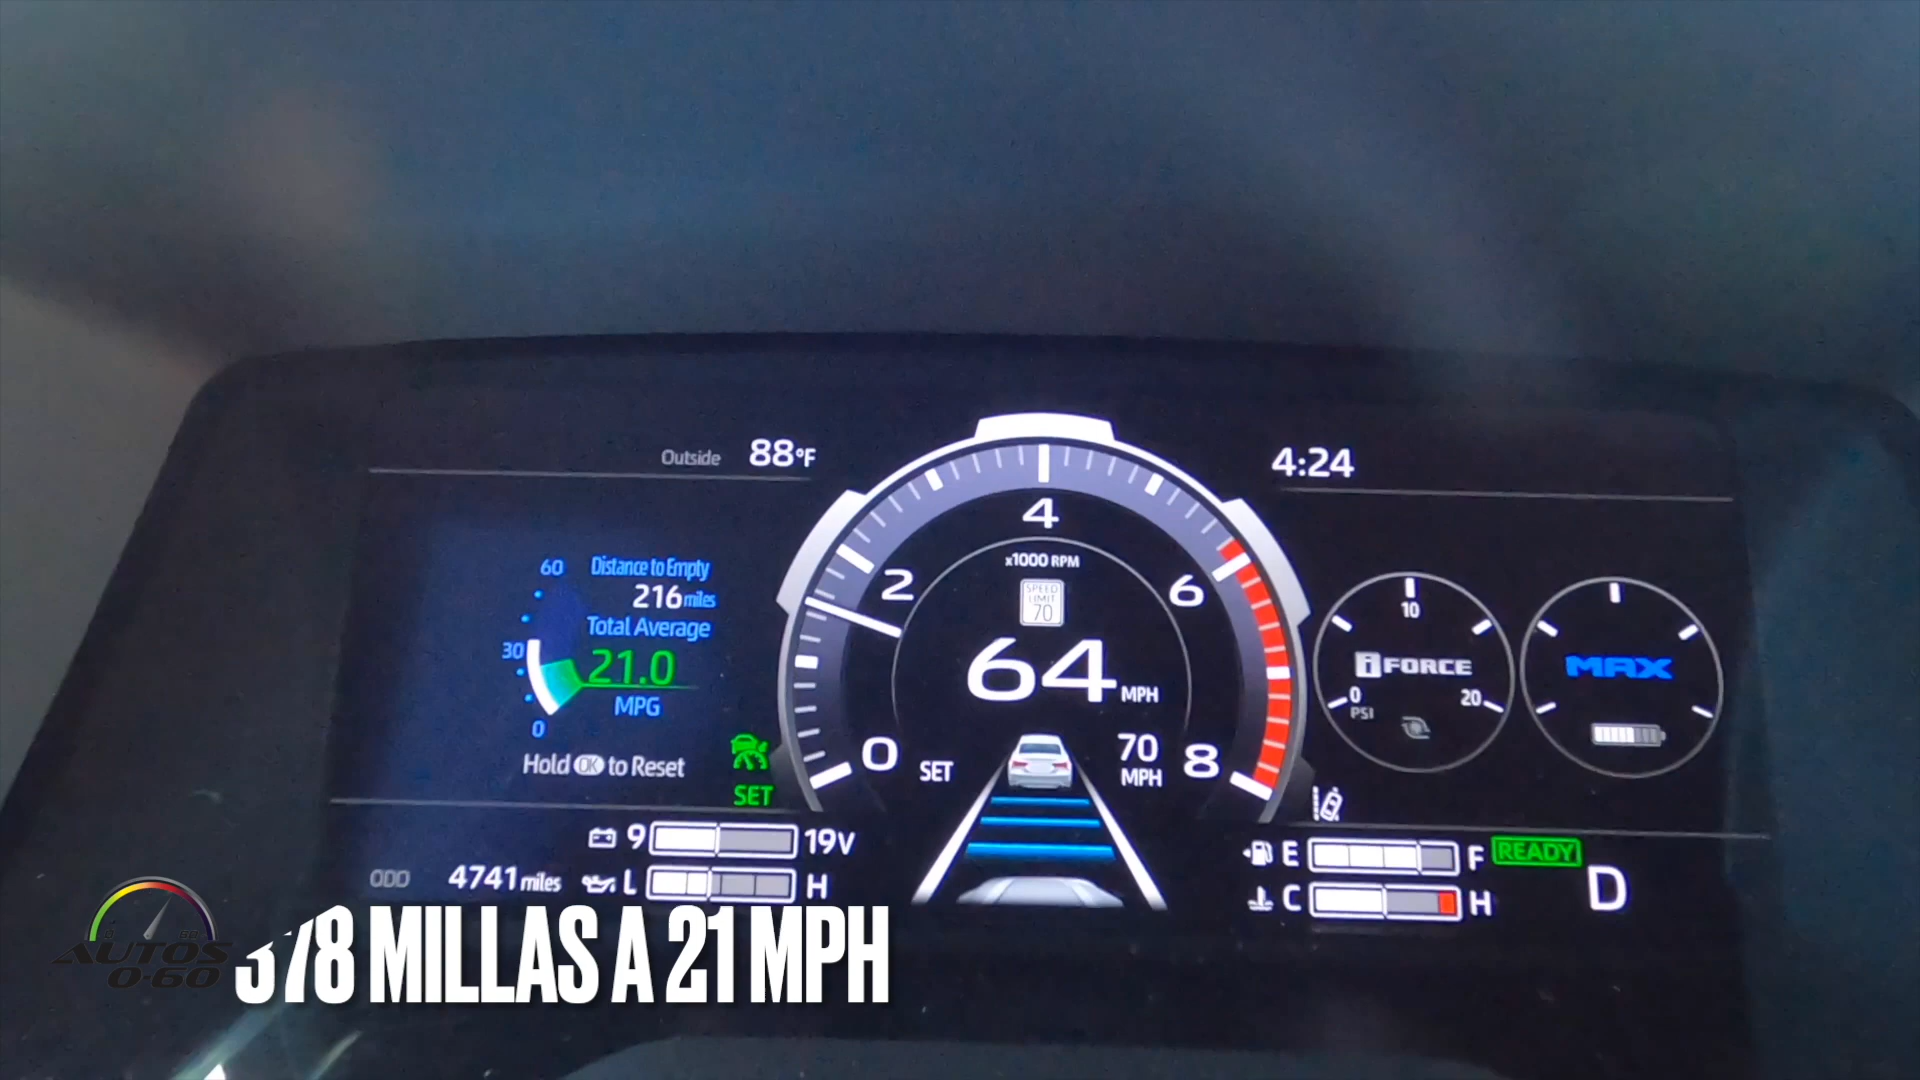 Outside 88°F
4:24
60
Distance to Empty
216 miles
Total Average
30
21.0
MPG
0
Hold OK to Reset
SET
4
x1000 RPM
2
6
SPEED
LIMIT
70
64 MPH
0
8
SET
70
MPH
10
iFORCE
0
20
PSI
MAX
9
19V
ODO 4741 miles
L
H
E
F
READY
C
H
D
378 MILLAS A 21 MPH
AUTOS
0-60